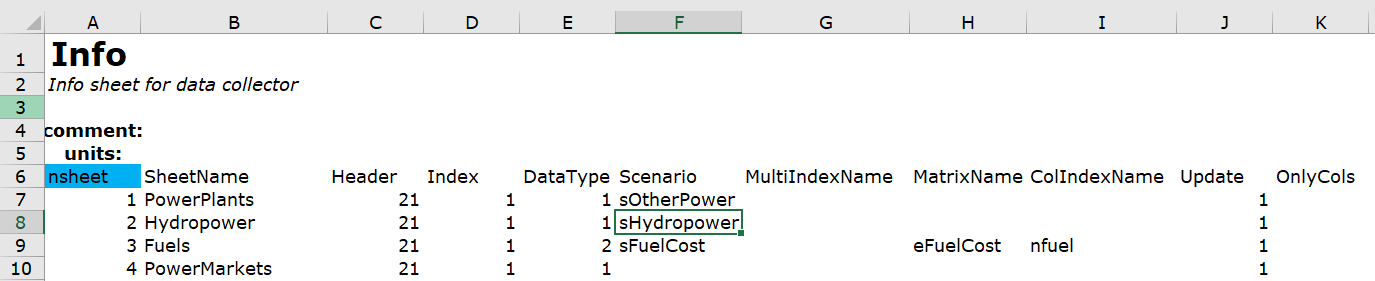 A B C D E F G H I J K
1 Info
2 Info sheet for data collector
3
4 comment:
5 units:
6 nsheet SheetName Header Index DataType Scenario MultiIndexName MatrixName ColIndexName Update OnlyCols
7 1 PowerPlants 21 1 1 sOtherPower 1
8 2 Hydropower 21 1 1 sHydropower 1
9 3 Fuels 21 1 2 sFuelCost eFuelCost nfuel 1
10 4 PowerMarkets 21 1 1 1